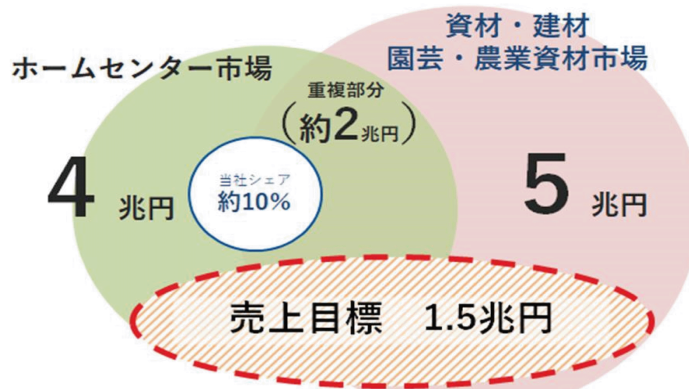 資材・建材
園芸・農業資材市場
ホームセンター市場
重複部分
(約2兆円)
4 兆円
当社シェア
約10%
5 兆円
売上目標 1.5兆円